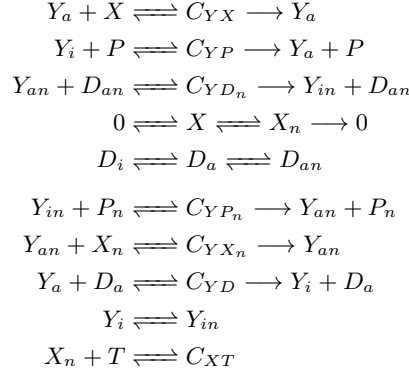 Y_a + X ⇌ C_{YX} ⟶ Y_a
Y_i + P ⇌ C_{YP} ⟶ Y_a + P
Y_{an} + D_{an} ⇌ C_{YD_n} ⟶ Y_{in} + D_{an}
0 ⇌ X ⇌ X_n ⟶ 0
D_i ⇌ D_a ⇌ D_{an}
Y_{in} + P_n ⇌ C_{YP_n} ⟶ Y_{an} + P_n
Y_{an} + X_n ⇌ C_{YX_n} ⟶ Y_{an}
Y_a + D_a ⇌ C_{YD} ⟶ Y_i + D_a
Y_i ⇌ Y_{in}
X_n + T ⇌ C_{XT}